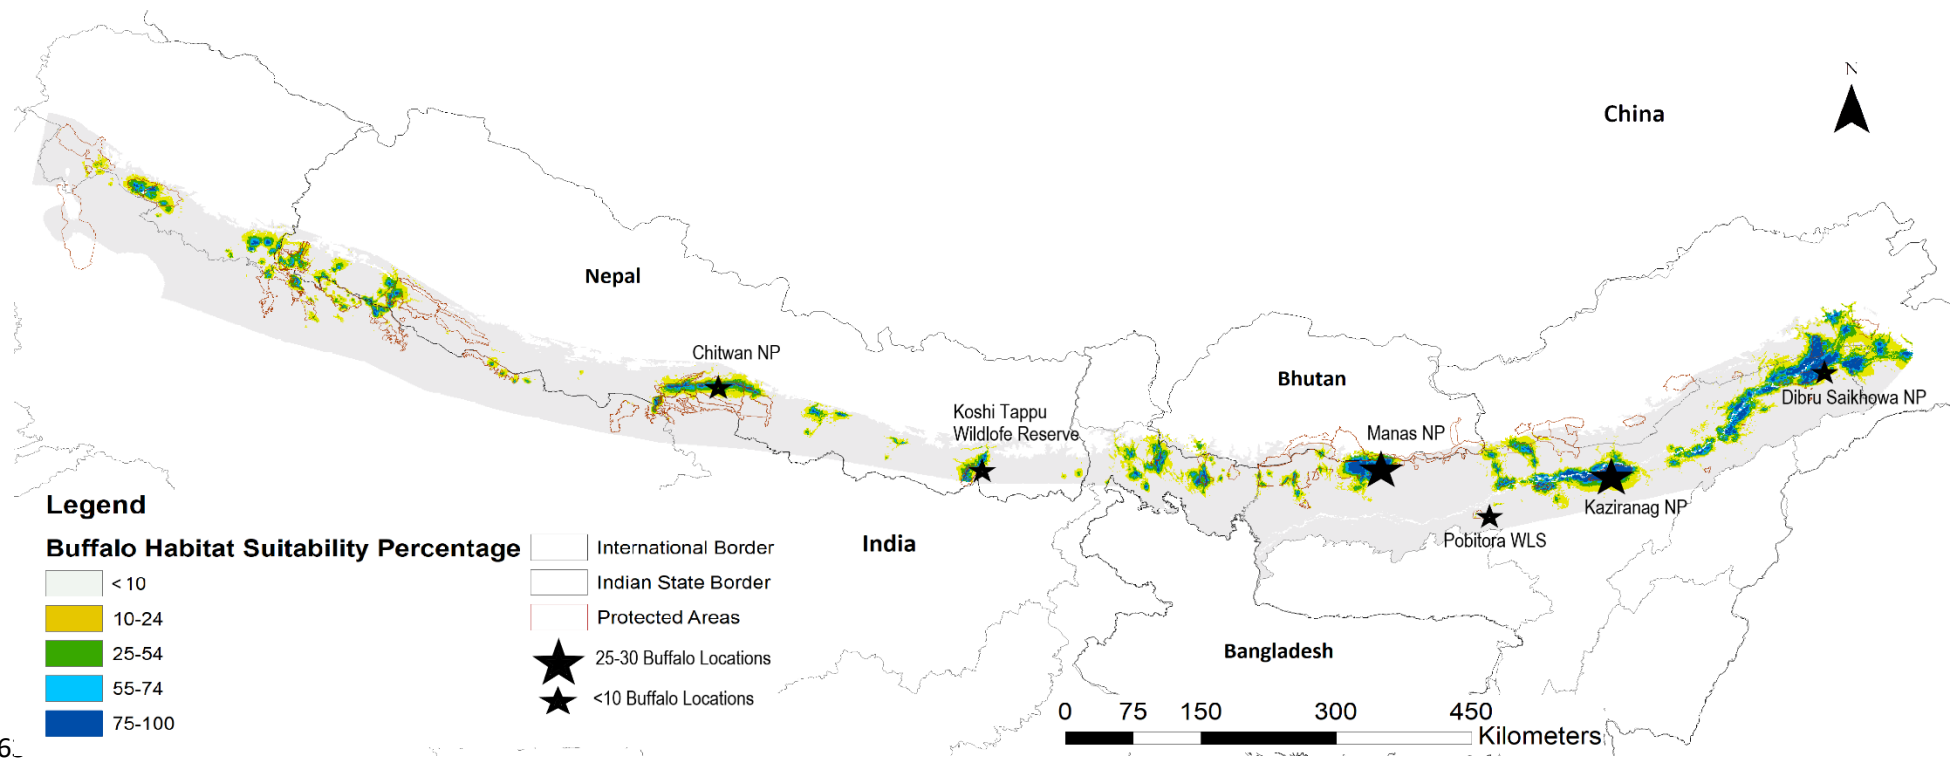 N
China
Nepal
Chitwan NP
Bhutan
Koshi Tappu
Wildlofe Reserve
Manas NP
Dibru Saikhowa NP
Kaziranag NP
Pobitora WLS
India
Bangladesh
Legend
Buffalo Habitat Suitability Percentage
< 10
10-24
25-54
55-74
75-100
International Border
Indian State Border
Protected Areas
25-30 Buffalo Locations
<10 Buffalo Locations
0 75 150 300 450
Kilometers